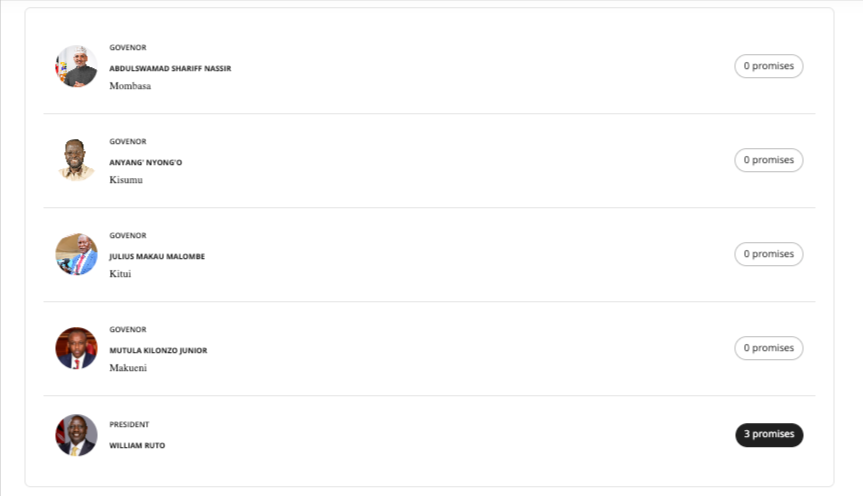 GOVENOR
ABDULSWAMAD SHARIFF NASSIR
Mombasa
0 promises
GOVENOR
ANYANG' NYONG'O
Kisumu
0 promises
GOVENOR
JULIUS MAKAU MALOMBE
Kitui
0 promises
GOVENOR
MUTULA KILONZO JUNIOR
Makueni
0 promises
PRESIDENT
WILLIAM RUTO
3 promises